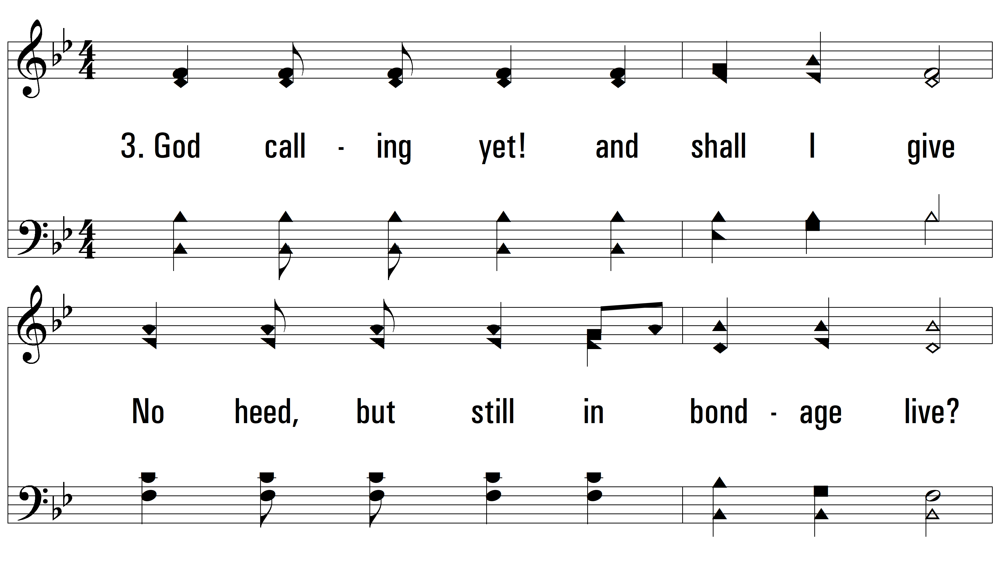 3. God call - ing yet! and shall I give
No heed, but still in bond - age live?